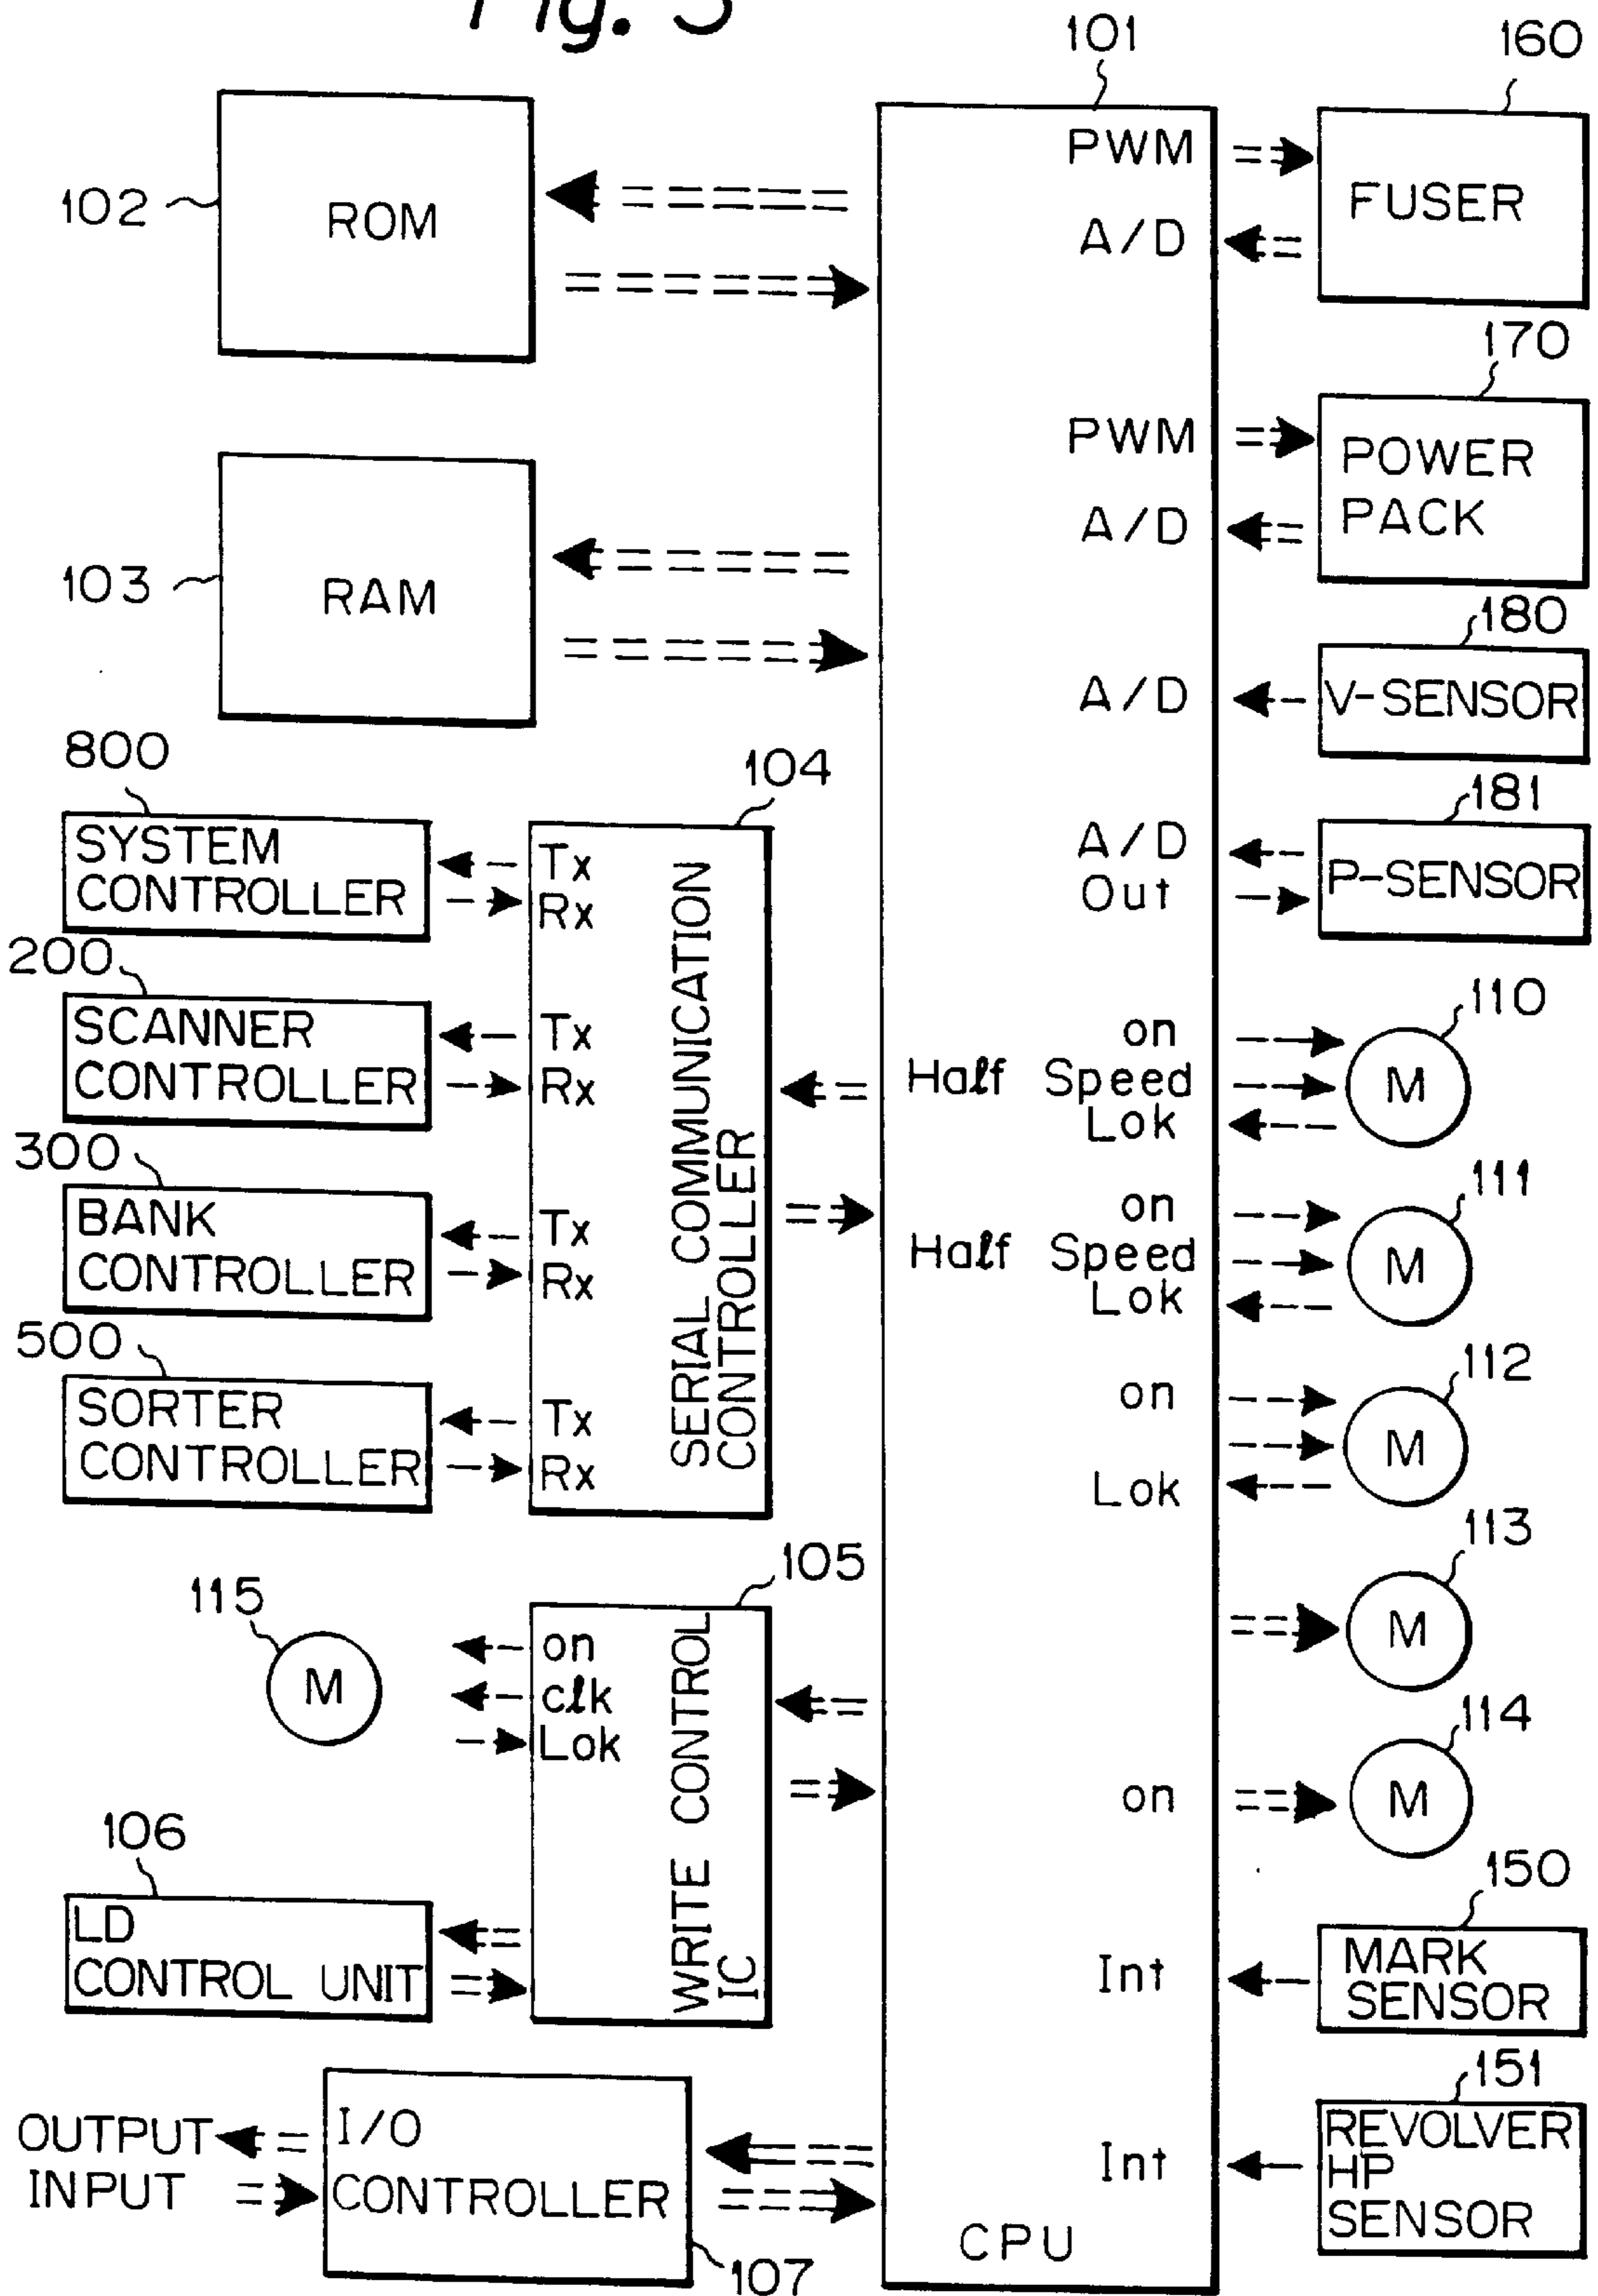 Fig. 5
101
160
102
ROM
PWM
FUSER
A/D
170
PWM
POWER
PACK
A/D
103
RAM
180
A/D
V-SENSOR
800
104
181
SYSTEM
CONTROLLER
Tx
Rx
A/D
Out
P-SENSOR
200
SCANNER
CONTROLLER
Tx
Rx
SERIAL COMMUNICATION
CONTROLLER
110
on
Half Speed
Lok
M
300
BANK
CONTROLLER
Tx
Rx
111
on
Half Speed
Lok
M
500
SORTER
CONTROLLER
Tx
Rx
112
on
Lok
M
113
M
115
M
105
on
clk
Lok
WRITE CONTROL
IC
114
on
M
106
LD
CONTROL UNIT
150
Int
MARK
SENSOR
151
OUTPUT
INPUT
I/O
CONTROLLER
107
Int
REVOLVER
HP
SENSOR
CPU